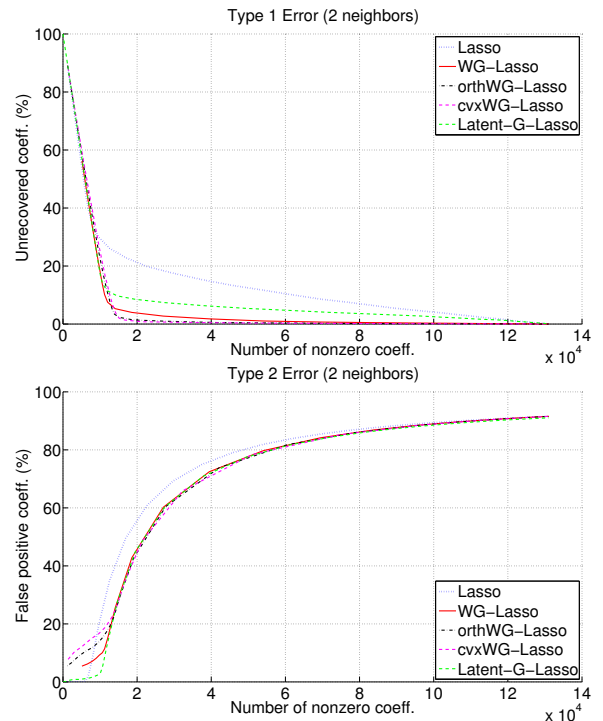 Type 1 Error (2 neighbors)
Unrecovered coeff. (%)
100
80
60
40
20
0
Lasso
WG-Lasso
orthWG-Lasso
cvxWG-Lasso
Latent-G-Lasso
0 2 4 6 8 10 12 14
Number of nonzero coeff.
x 10^4
Type 2 Error (2 neighbors)
False positive coeff. (%)
100
80
60
40
20
0
Lasso
WG-Lasso
orthWG-Lasso
cvxWG-Lasso
Latent-G-Lasso
0 2 4 6 8 10 12 14
Number of nonzero coeff.
x 10^4